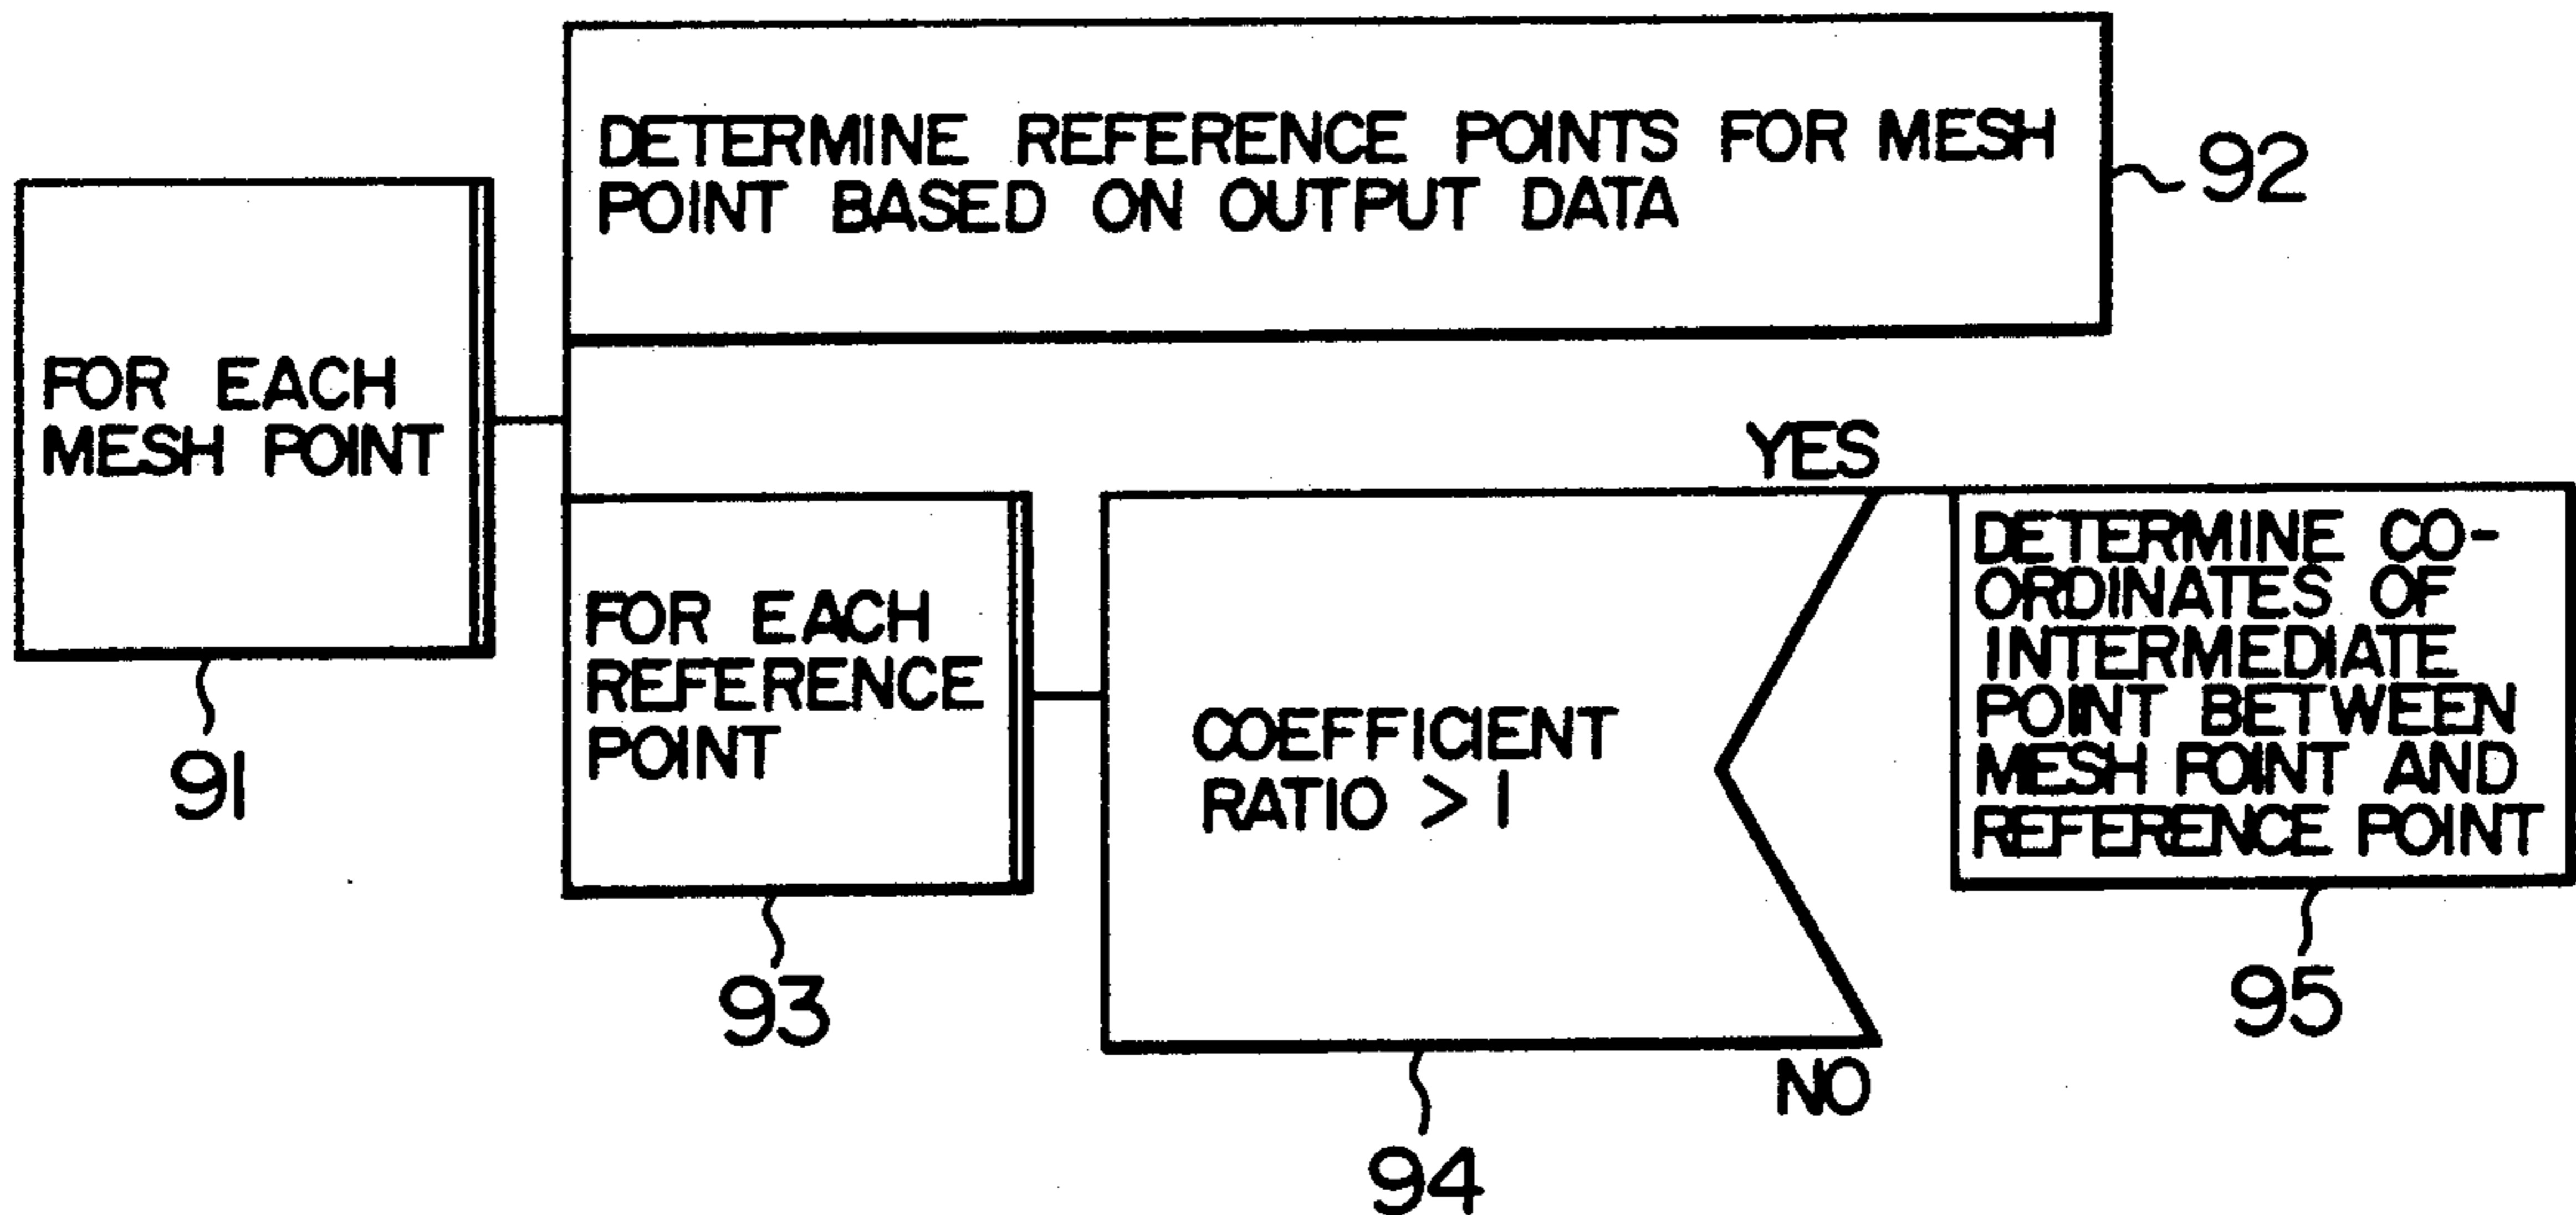 FOR EACH
MESH POINT
91
DETERMINE REFERENCE POINTS FOR MESH
POINT BASED ON OUTPUT DATA
92
FOR EACH
REFERENCE
POINT
93
COEFFICIENT
RATIO > 1
94
YES
NO
DETERMINE CO-
ORDINATES OF
INTERMEDIATE
POINT BETWEEN
MESH POINT AND
REFERENCE POINT
95